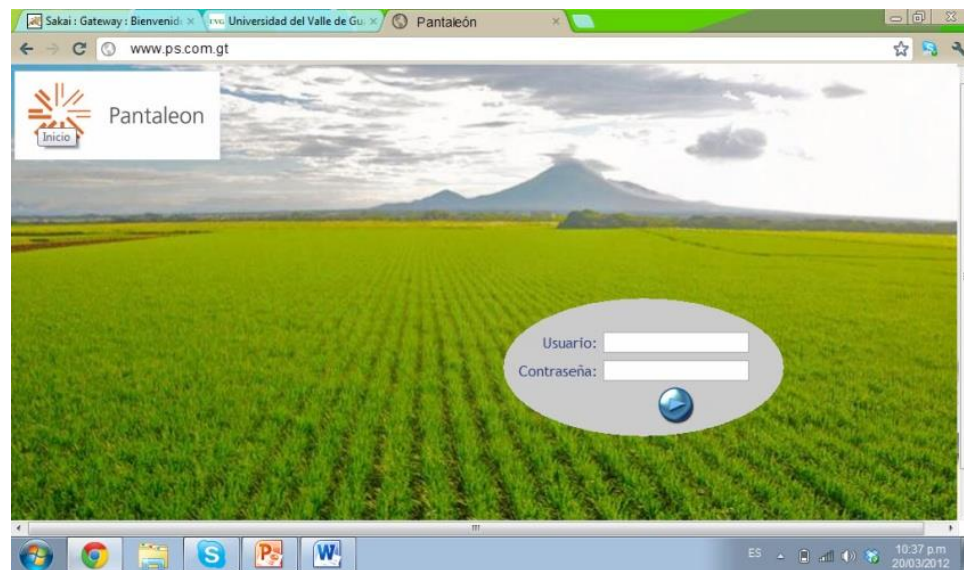 Sakai : Gateway : Bienvenid
UVG Universidad del Valle de Gu
Pantaleón
www.ps.com.gt
Pantaleon
Inicio
Usuario:
Contraseña:
ES
10:37 p.m
20/03/2012